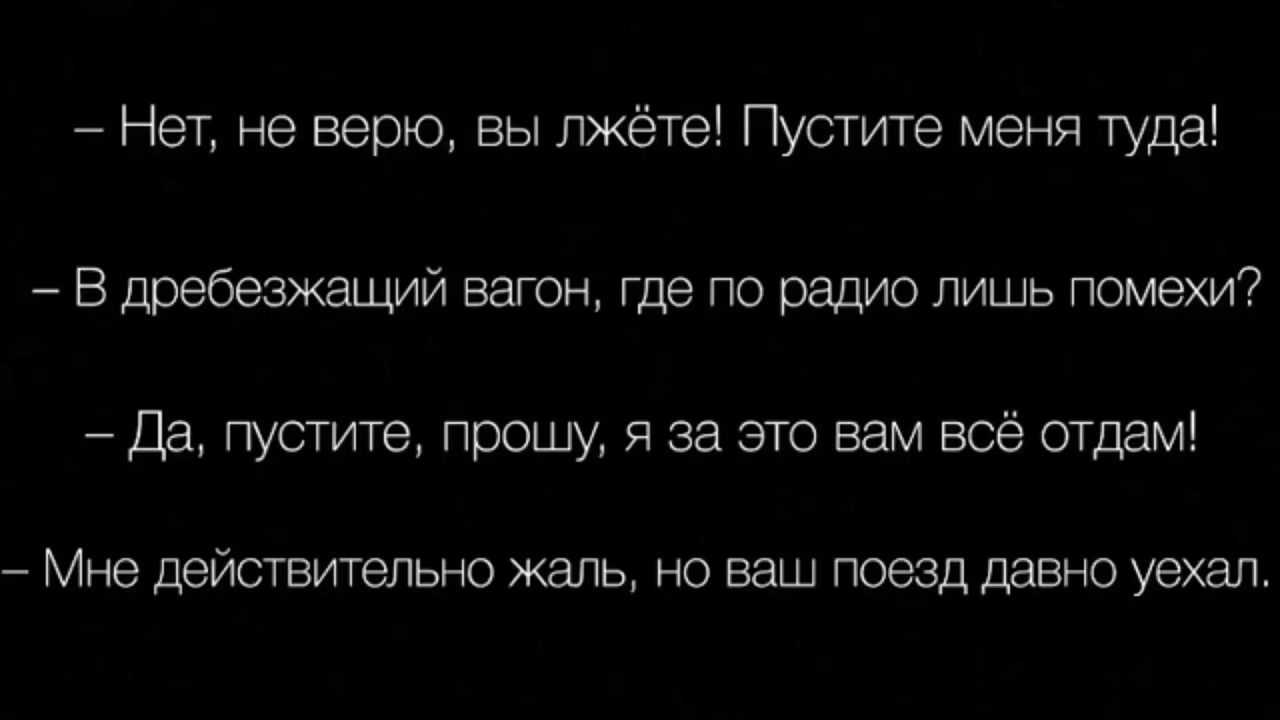 – Нет, не верю, вы лжёте! Пустите меня туда!
– В дребезжащий вагон, где по радио лишь помехи?
– Да, пустите, прошу, я за это вам всё отдам!
– Мне действительно жаль, но ваш поезд давно уехал.